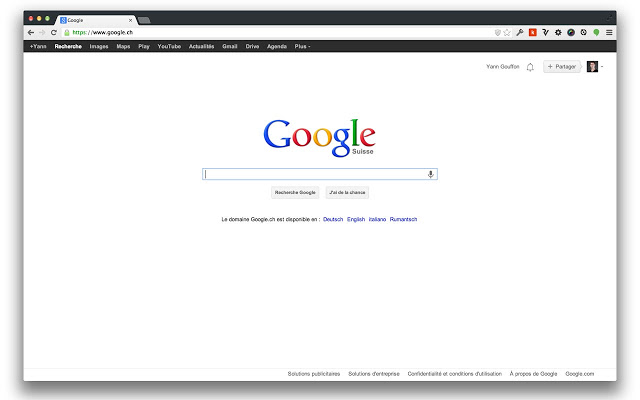 Google
https://www.google.ch
+Yann Recherche Images Maps Play YouTube Actualités Gmail Drive Agenda Plus
Yann Gouffon + Partager
Google
Suisse
Recherche Google J'ai de la chance
Le domaine Google.ch est disponible en : Deutsch English Italiano Rumantsch
Solutions publicitaires Solutions d'entreprise Confidentialité et conditions d'utilisation À propos de Google Google.com